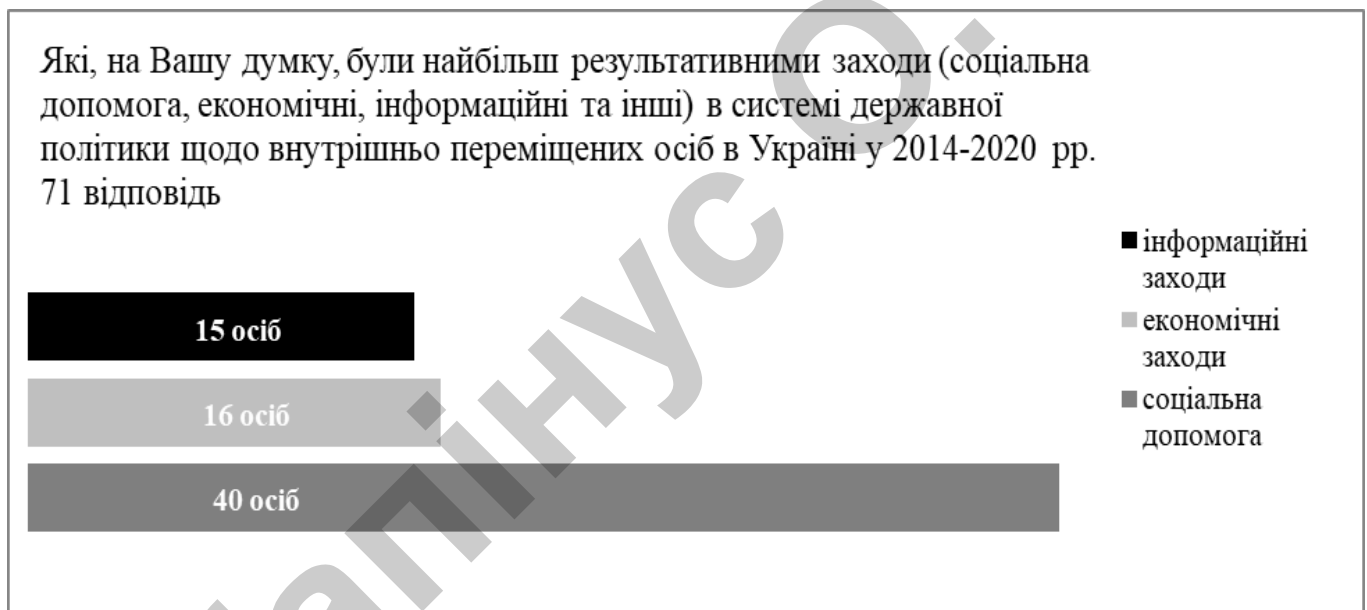 Які, на Вашу думку, були найбільш результативними заходи (соціальна
допомога, економічні, інформаційні та інші) в системі державної
політики щодо внутрішньо переміщених осіб в Україні у 2014-2020 рр.
71 відповідь
інформаційні
заходи
економічні
заходи
соціальна
допомога
15 осіб
16 осіб
40 осіб